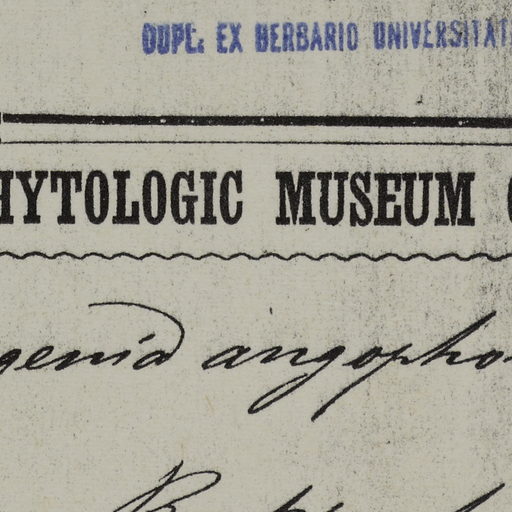 DUPL. EX HERBARIO UNIVERSITAT
HYTOLOGIC MUSEUM
genia angopho